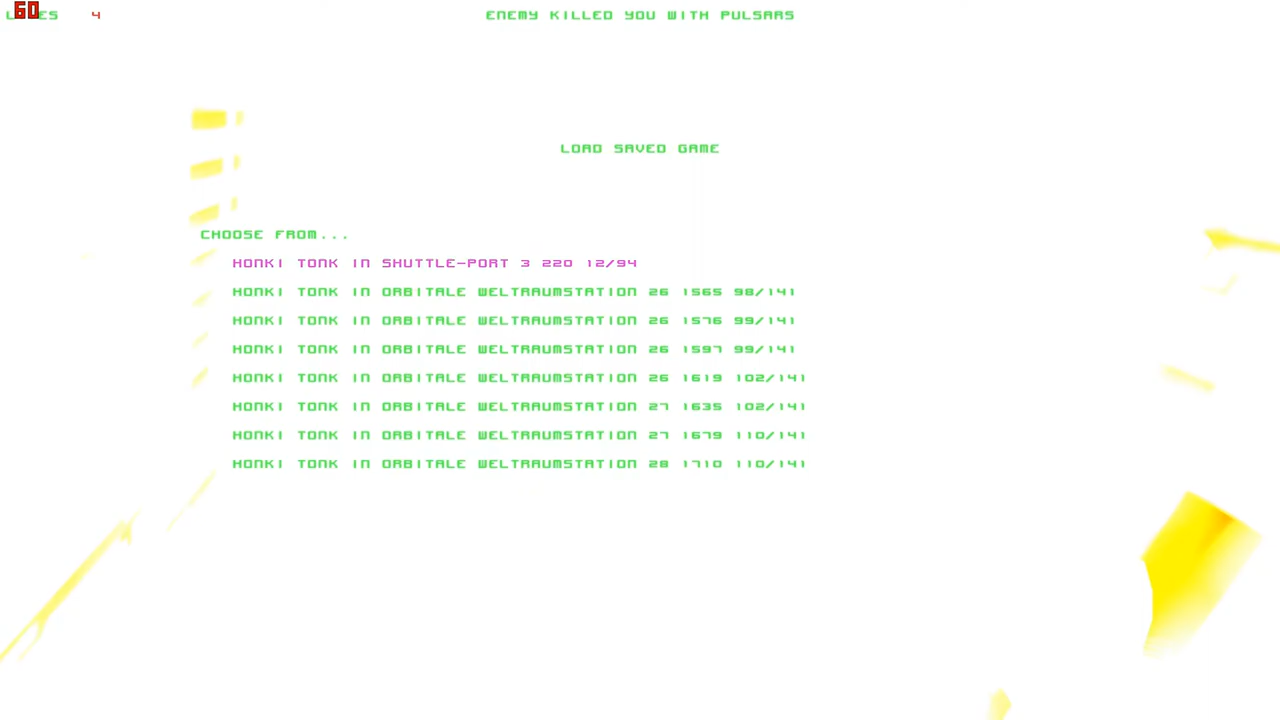 60
4
ENEMY KILLED YOU WITH PULSARS
LOAD SAVED GAME
CHOOSE FROM...
HONKI TONK IN SHUTTLE-PORT 3 220 12/94
HONKI TONK IN ORBITALE WELTRAUMSTATION 26 1565 98/141
HONKI TONK IN ORBITALE WELTRAUMSTATION 26 1576 99/141
HONKI TONK IN ORBITALE WELTRAUMSTATION 26 1597 99/141
HONKI TONK IN ORBITALE WELTRAUMSTATION 26 1619 102/141
HONKI TONK IN ORBITALE WELTRAUMSTATION 27 1635 102/141
HONKI TONK IN ORBITALE WELTRAUMSTATION 27 1679 110/141
HONKI TONK IN ORBITALE WELTRAUMSTATION 28 1710 110/141